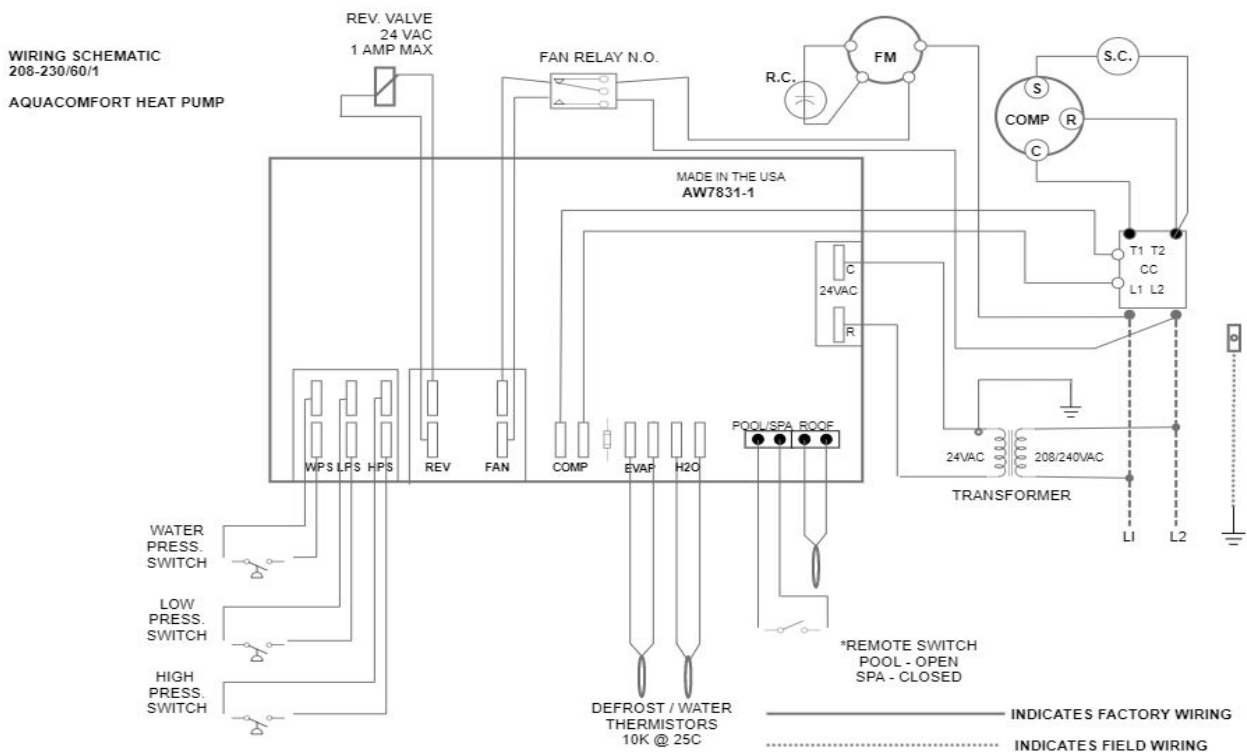 WIRING SCHEMATIC
208-230/60/1
AQUACOMFORT HEAT PUMP
REV. VALVE
24 VAC
1 AMP MAX
FAN RELAY N.O.
R.C.
FM
S.C.
S
COMP
R
C
MADE IN THE USA
AW7831-1
T1 T2
CC
L1 L2
C
24VAC
R
WPS
LPS
HPS
REV
FAN
COMP
EVAP
H2O
POOL/SPA
ROOF
24VAC
208/240VAC
TRANSFORMER
LI
L2
WATER
PRESS.
SWITCH
LOW
PRESS.
SWITCH
HIGH
PRESS.
SWITCH
*REMOTE SWITCH
POOL - OPEN
SPA - CLOSED
DEFROST / WATER
THERMISTORS
10K @ 25C
INDICATES FACTORY WIRING
INDICATES FIELD WIRING